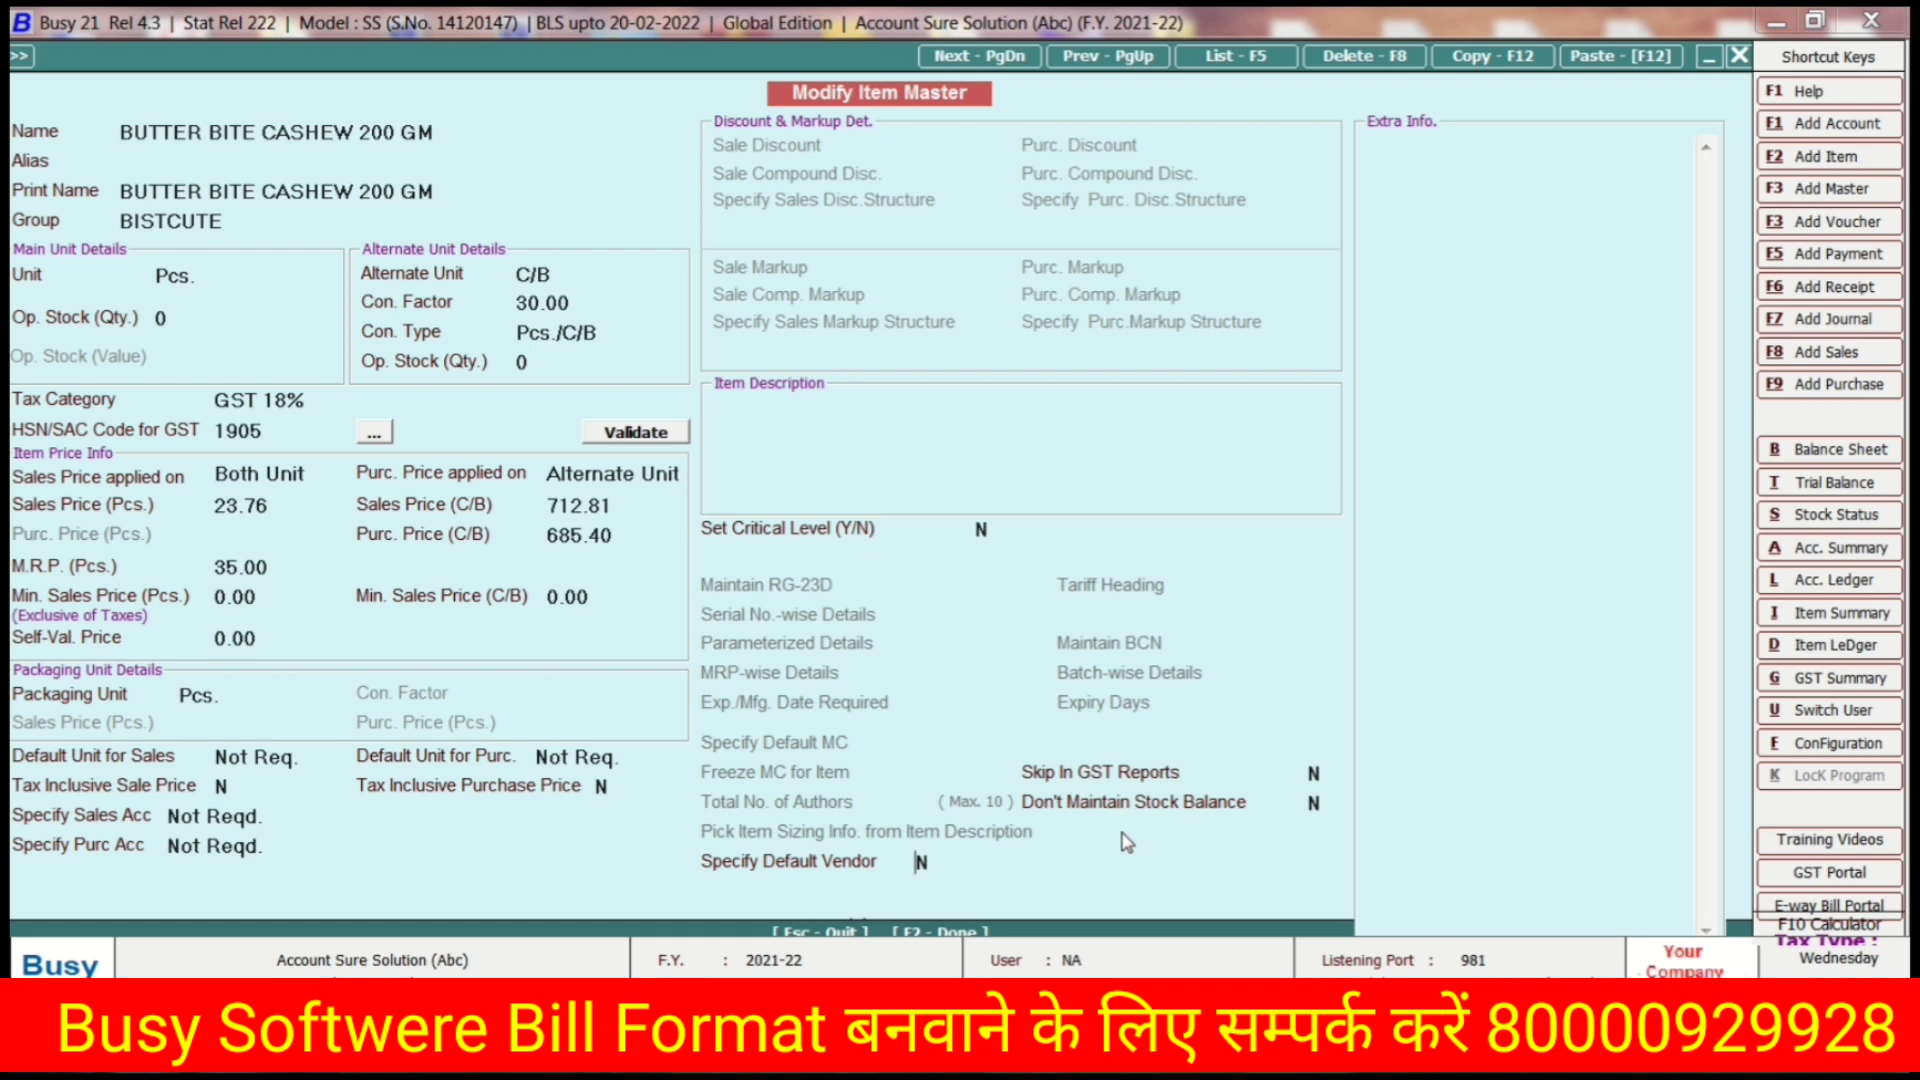 Busy 21 Rel 4.3 | Stat Rel 222 | Model : SS (S.No. 14120147) | BLS upto 20-02-2022 | Global Edition | Account Sure Solution (Abc) (F.Y. 2021-22)
>> Next - PgDn Prev - PgUp List - F5 Delete - F8 Copy - F12 Paste - [F12] Shortcut Keys
Modify Item Master
Name BUTTER BITE CASHEW 200 GM
Alias
Print Name BUTTER BITE CASHEW 200 GM
Group BISTCUTE
Main Unit Details
Unit Pcs.
Op. Stock (Qty.) 0
Op. Stock (Value)
Alternate Unit Details
Alternate Unit C/B
Con. Factor 30.00
Con. Type Pcs./C/B
Op. Stock (Qty.) 0
Tax Category GST 18%
HSN/SAC Code for GST 1905 ... Validate
Item Price Info
Sales Price applied on Both Unit Purc. Price applied on Alternate Unit
Sales Price (Pcs.) 23.76 Sales Price (C/B) 712.81
Purc. Price (Pcs.) Purc. Price (C/B) 685.40
M.R.P. (Pcs.) 35.00
Min. Sales Price (Pcs.) 0.00 Min. Sales Price (C/B) 0.00
(Exclusive of Taxes)
Self-Val. Price 0.00
Packaging Unit Details
Packaging Unit Pcs. Con. Factor
Sales Price (Pcs.) Purc. Price (Pcs.)
Default Unit for Sales Not Req. Default Unit for Purc. Not Req.
Tax Inclusive Sale Price N Tax Inclusive Purchase Price N
Specify Sales Acc Not Reqd.
Specify Purc Acc Not Reqd.
Discount & Markup Det.
Sale Discount Purc. Discount
Sale Compound Disc. Purc. Compound Disc.
Specify Sales Disc.Structure Specify Purc. Disc.Structure
Sale Markup Purc. Markup
Sale Comp. Markup Purc. Comp. Markup
Specify Sales Markup Structure Specify Purc.Markup Structure
Item Description
Set Critical Level (Y/N) N
Maintain RG-23D Tariff Heading
Serial No.-wise Details
Parameterized Details Maintain BCN
MRP-wise Details Batch-wise Details
Exp./Mfg. Date Required Expiry Days
Specify Default MC
Freeze MC for Item Skip In GST Reports N
Total No. of Authors ( Max. 10 ) Don't Maintain Stock Balance N
Pick Item Sizing Info. from Item Description
Specify Default Vendor N
Extra Info.
[ Esc - Quit ] [ F2 - Done ]
F1 Help
F1 Add Account
F2 Add Item
F3 Add Master
F3 Add Voucher
F5 Add Payment
F6 Add Receipt
F7 Add Journal
F8 Add Sales
F9 Add Purchase
B Balance Sheet
T Trial Balance
S Stock Status
A Acc. Summary
L Acc. Ledger
I Item Summary
D Item LeDger
G GST Summary
U Switch User
F ConFiguration
K LocK Program
Training Videos
GST Portal
E-way Bill Portal
F10 Calculator
Tax Type :
Wednesday
Busy Account Sure Solution (Abc) F.Y. : 2021-22 User : NA Listening Port : 981 Your Company
Busy Softwere Bill Format बनवाने के लिए सम्पर्क करें 80000929928